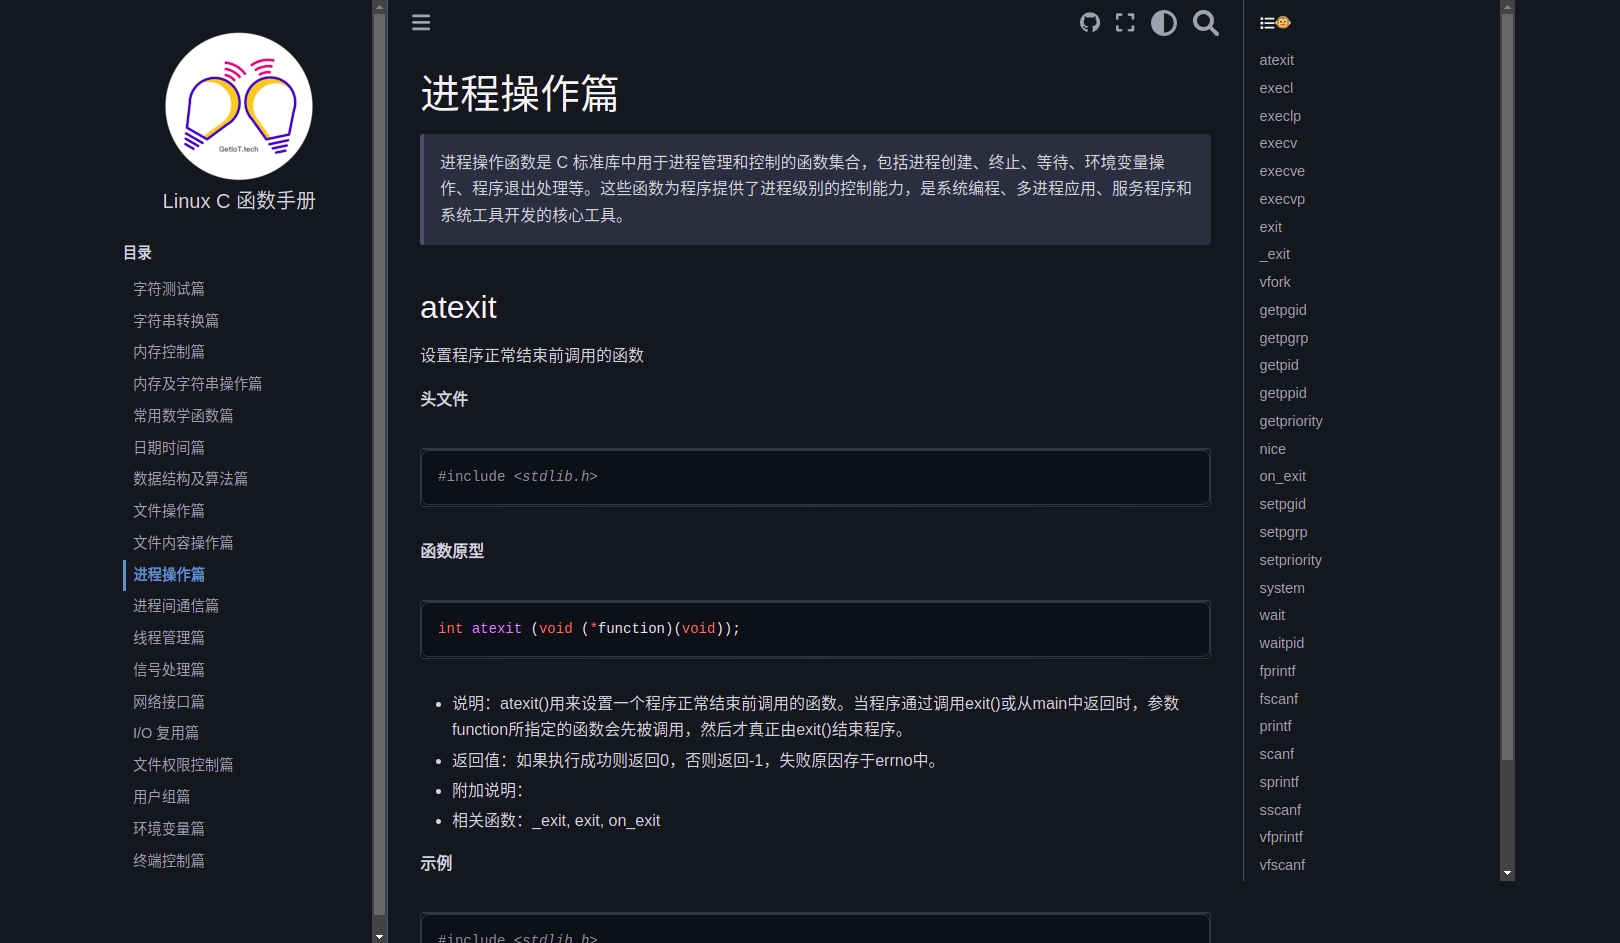 GetIoT.tech
Linux C 函数手册
目录
字符测试篇
字符串转换篇
内存控制篇
内存及字符串操作篇
常用数学函数篇
日期时间篇
数据结构及算法篇
文件操作篇
文件内容操作篇
进程操作篇
进程间通信篇
线程管理篇
信号处理篇
网络接口篇
I/O 复用篇
文件权限控制篇
用户组篇
环境变量篇
终端控制篇
进程操作篇
进程操作函数是 C 标准库中用于进程管理和控制的函数集合，包括进程创建、终止、等待、环境变量操
作、程序退出处理等。这些函数为程序提供了进程级别的控制能力，是系统编程、多进程应用、服务程序和
系统工具开发的核心工具。
atexit
设置程序正常结束前调用的函数
头文件
#include <stdlib.h>
函数原型
int atexit (void (*function)(void));
说明：atexit()用来设置一个程序正常结束前调用的函数。当程序通过调用exit()或从main中返回时，参数
function所指定的函数会先被调用，然后才真正由exit()结束程序。
返回值：如果执行成功则返回0，否则返回-1，失败原因存于errno中。
附加说明：
相关函数：_exit, exit, on_exit
示例
#include <stdlib.h>
atexit
execl
execlp
execv
execve
execvp
exit
_exit
vfork
getpgid
getpgrp
getpid
getppid
getpriority
nice
on_exit
setpgid
setpgrp
setpriority
system
wait
waitpid
fprintf
fscanf
printf
scanf
sprintf
sscanf
vfprintf
vfscanf